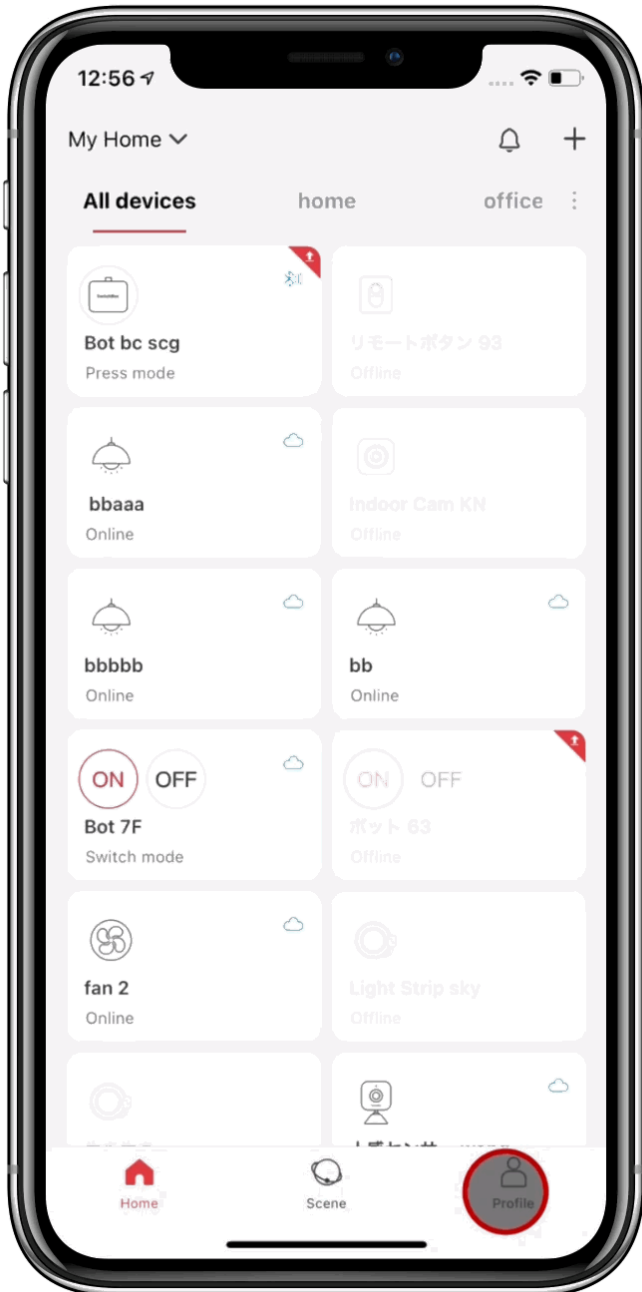 12:56
My Home
All devices home office
Bot bc scg
Press mode
リモートボタン 93
Offline
bbaaa
Online
Indoor Cam KN
Offline
bbbbb
Online
bb
Online
ON OFF
Bot 7F
Switch mode
ON OFF
ボット 63
Offline
fan 2
Online
Light Strip sky
Offline
Home
Scene
Profile